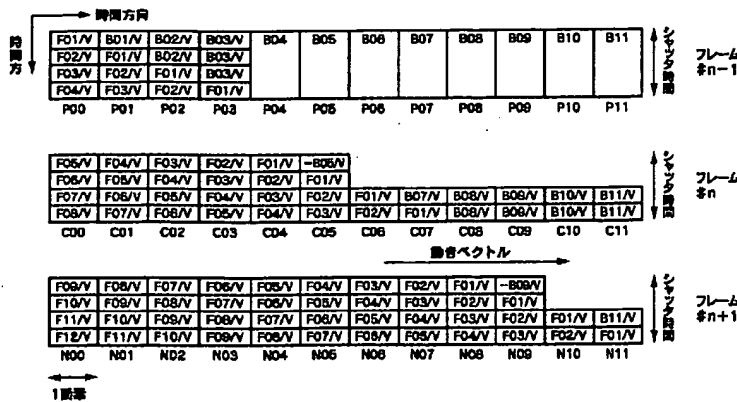 時間方向
時間方
F01/V B01/V B02/V B03/V B04 B05 B06 B07 B08 B09 B10 B11
F02/V F01/V B02/V B03/V
F03/V F02/V F01/V B03/V
F04/V F03/V F02/V F01/V
P00 P01 P02 P03 P04 P05 P06 P07 P08 P09 P10 P11
シャッタ時間
フレーム
#n-1
F05/V F04/V F03/V F02/V F01/V -B05/V
F06/V F05/V F04/V F03/V F02/V F01/V
F07/V F06/V F05/V F04/V F03/V F02/V F01/V B07/V B08/V B09/V B10/V B11/V
F08/V F07/V F06/V F05/V F04/V F03/V F02/V F01/V B08/V B09/V B10/V B11/V
C00 C01 C02 C03 C04 C05 C06 C07 C08 C09 C10 C11
シャッタ時間
フレーム
#n
動きベクトル
F09/V F08/V F07/V F06/V F05/V F04/V F03/V F02/V F01/V -B09/V
F10/V F09/V F08/V F07/V F06/V F05/V F04/V F03/V F02/V F01/V
F11/V F10/V F09/V F08/V F07/V F06/V F05/V F04/V F03/V F02/V F01/V B11/V
F12/V F11/V F10/V F09/V F08/V F07/V F06/V F05/V F04/V F03/V F02/V F01/V
N00 N01 N02 N03 N04 N05 N06 N07 N08 N09 N10 N11
シャッタ時間
フレーム
#n+1
1画素